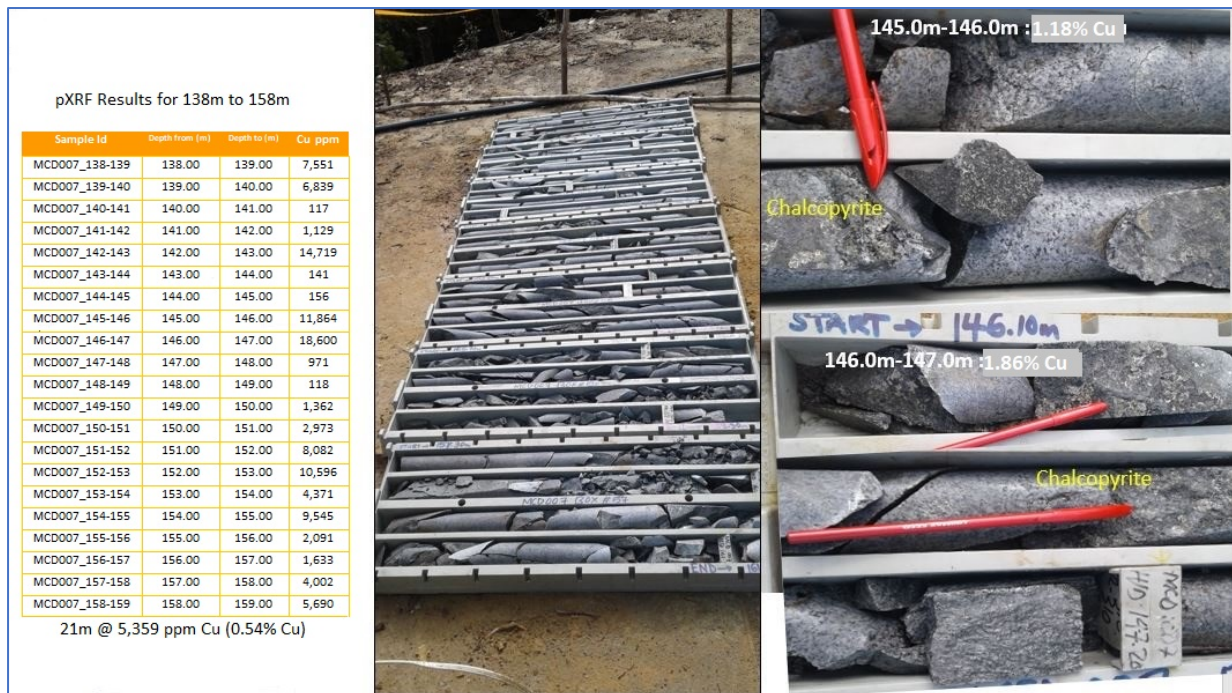 pXRF Results for 138m to 158m
Sample Id Depth from (m) Depth to (m) Cu ppm
MCD007_138-139 138.00 139.00 7,551
MCD007_139-140 139.00 140.00 6,839
MCD007_140-141 140.00 141.00 117
MCD007_141-142 141.00 142.00 1,129
MCD007_142-143 142.00 143.00 14,719
MCD007_143-144 143.00 144.00 141
MCD007_144-145 144.00 145.00 156
MCD007_145-146 145.00 146.00 11,864
MCD007_146-147 146.00 147.00 18,600
MCD007_147-148 147.00 148.00 971
MCD007_148-149 148.00 149.00 118
MCD007_149-150 149.00 150.00 1,362
MCD007_150-151 150.00 151.00 2,973
MCD007_151-152 151.00 152.00 8,082
MCD007_152-153 152.00 153.00 10,596
MCD007_153-154 153.00 154.00 4,371
MCD007_154-155 154.00 155.00 9,545
MCD007_155-156 155.00 156.00 2,091
MCD007_156-157 156.00 157.00 1,633
MCD007_157-158 157.00 158.00 4,002
MCD007_158-159 158.00 159.00 5,690
21m @ 5,359 ppm Cu (0.54% Cu)
MCD007 BOX #
END→
145.0m-146.0m :1.18% Cu
Chalcopyrite
START → 146.10m
146.0m-147.0m :1.86% Cu
Chalcopyrite
MCD007